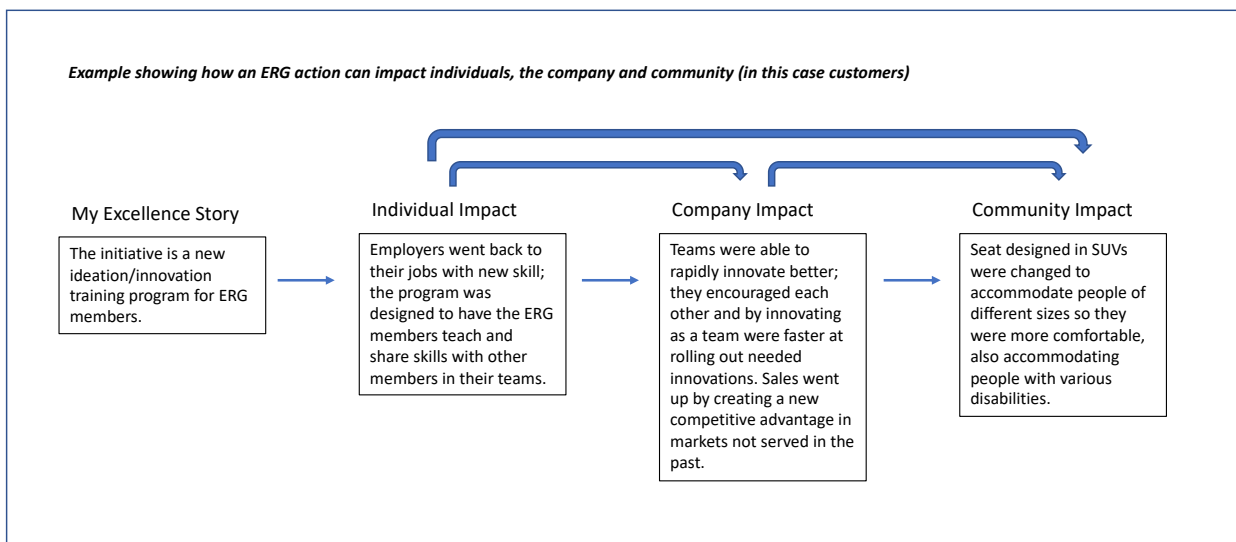 Example showing how an ERG action can impact individuals, the company and community (in this case customers)
My Excellence Story
The initiative is a new
ideation/innovation
training program for ERG
members.
Individual Impact
Employers went back to
their jobs with new skill;
the program was
designed to have the ERG
members teach and
share skills with other
members in their teams.
Company Impact
Teams were able to
rapidly innovate better;
they encouraged each
other and by innovating
as a team were faster at
rolling out needed
innovations. Sales went
up by creating a new
competitive advantage in
markets not served in the
past.
Community Impact
Seat designed in SUVs
were changed to
accommodate people of
different sizes so they
were more comfortable,
also accommodating
people with various
disabilities.